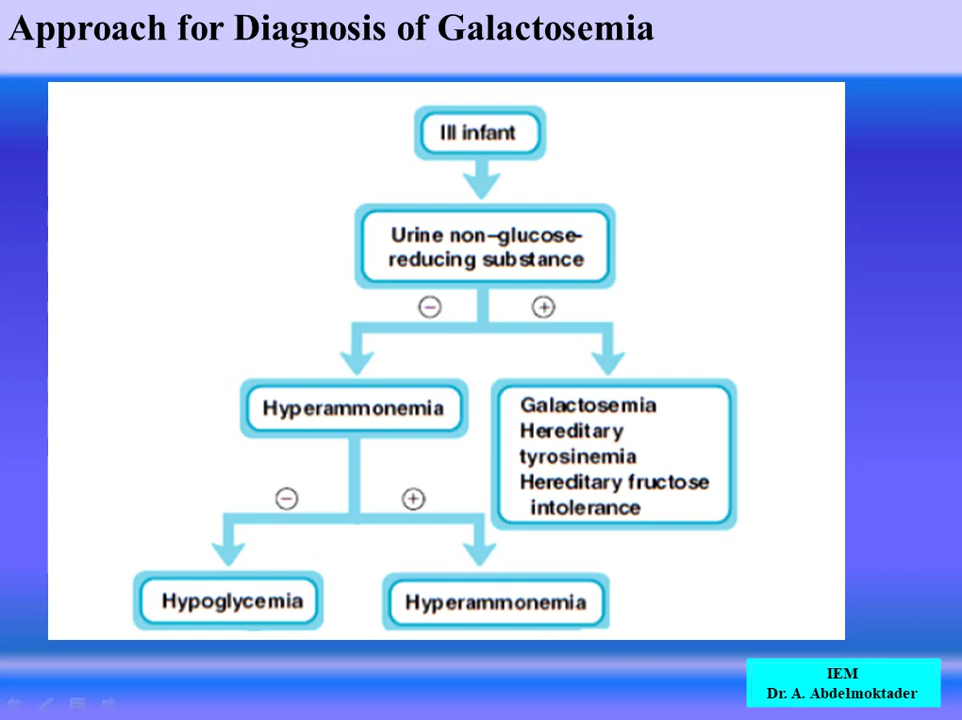 Approach for Diagnosis of Galactosemia
Ill infant
Urine non–glucose-
reducing substance
− +
Hyperammonemia
Galactosemia
Hereditary
tyrosinemia
Hereditary fructose
intolerance
− +
Hypoglycemia
Hyperammonemia
IEM
Dr. A. Abdelmoktader